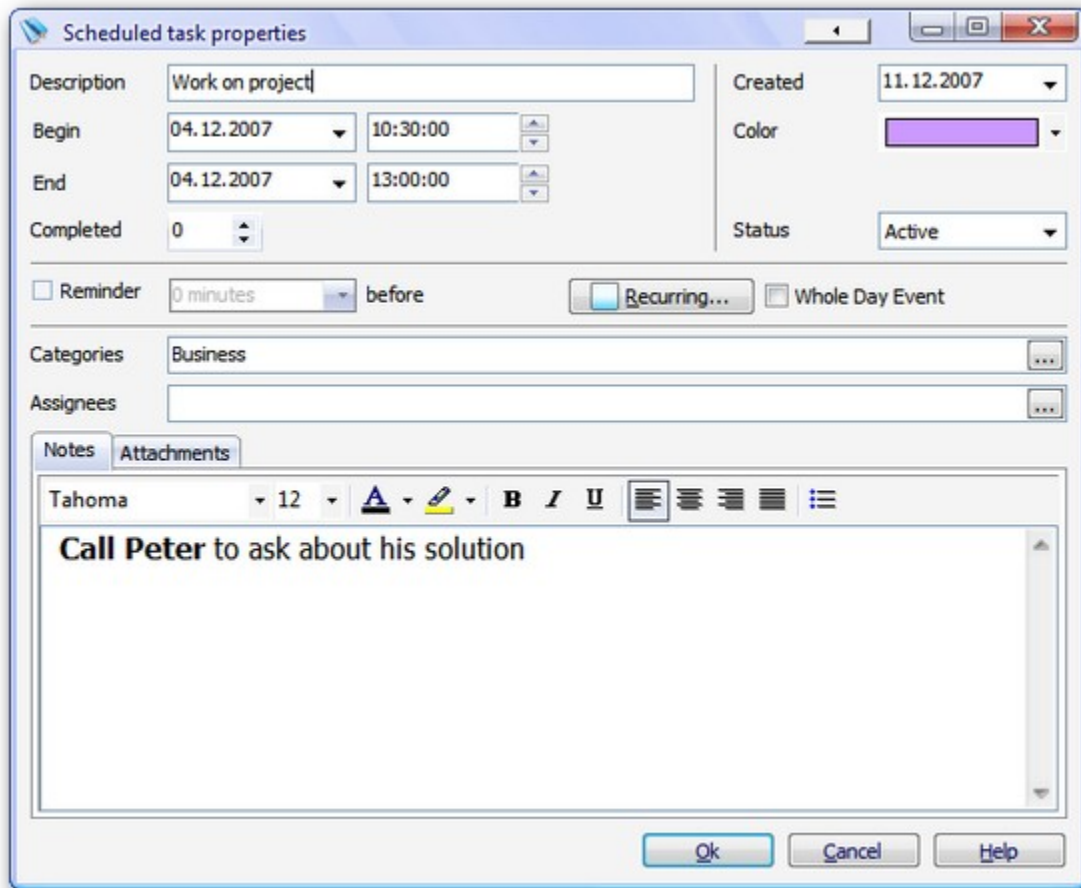 Scheduled task properties
Description Work on project Created 11.12.2007
Begin 04.12.2007 10:30:00 Color
End 04.12.2007 13:00:00
Completed 0 Status Active
Reminder 0 minutes before Recurring... Whole Day Event
Categories Business ...
Assignees ...
Notes Attachments
Tahoma 12 A B I U
Call Peter to ask about his solution
Ok Cancel Help